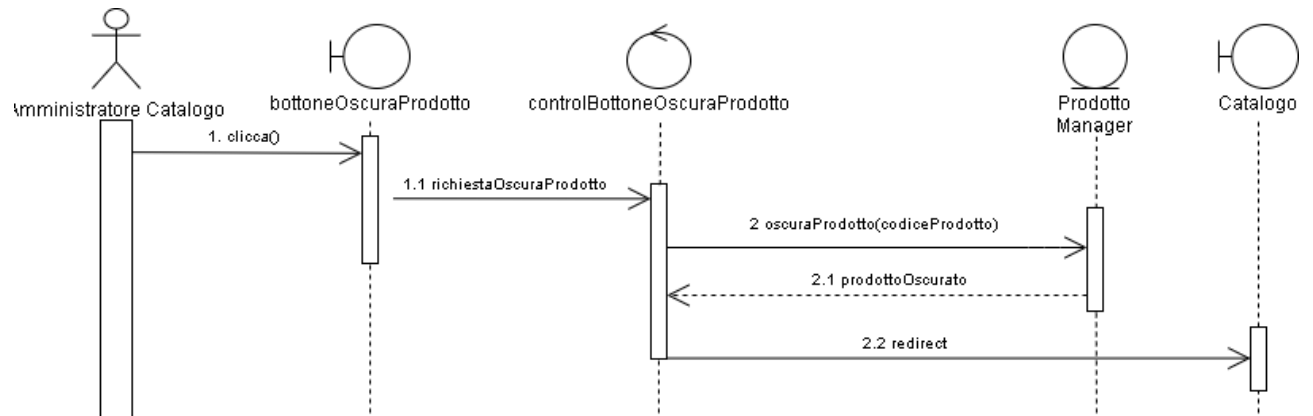 Amministratore Catalogo
bottoneOscuraProdotto
controlBottoneOscuraProdotto
Prodotto
Manager
Catalogo
1. clicca()
1.1 richiestaOscuraProdotto
2 oscuraProdotto(codiceProdotto)
2.1 prodottoOscurato
2.2 redirect